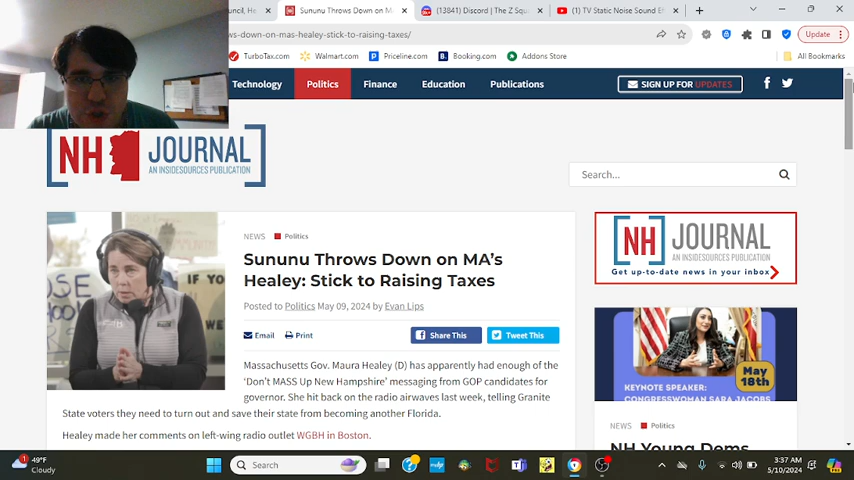 ouncil, He
Sununu Throws Down on MA'
(13841) Discord | The Z Squ
(1) TV Static Noise Sound Ef
ws-down-on-mas-healey-stick-to-raising-taxes/
Update
TurboTax.com
Walmart.com
Priceline.com
Booking.com
Addons Store
All Bookmarks
Technology
Politics
Finance
Education
Publications
SIGN UP FOR UPDATES
NH JOURNAL
AN INSIDESOURCES PUBLICATION
Search...
NEWS Politics
Sununu Throws Down on MA's
Healey: Stick to Raising Taxes
Posted to Politics May 09, 2024 by Evan Lips
Email Print Share This Tweet This
Massachusetts Gov. Maura Healey (D) has apparently had enough of the
'Don't MASS Up New Hampshire' messaging from GOP candidates for
governor. She hit back on the radio airwaves last week, telling Granite
State voters they need to turn out and save their state from becoming another Florida.
Healey made her comments on left-wing radio outlet WGBH in Boston.
IF YO
WE
NH JOURNAL
Get up-to-date news in your inbox
May
18th
KEYNOTE SPEAKER:
CONGRESSWOMAN SARA JACOBS
NEWS Politics
NH Young Dems
1
49°F
Cloudy
Search
3:37 AM
5/10/2024